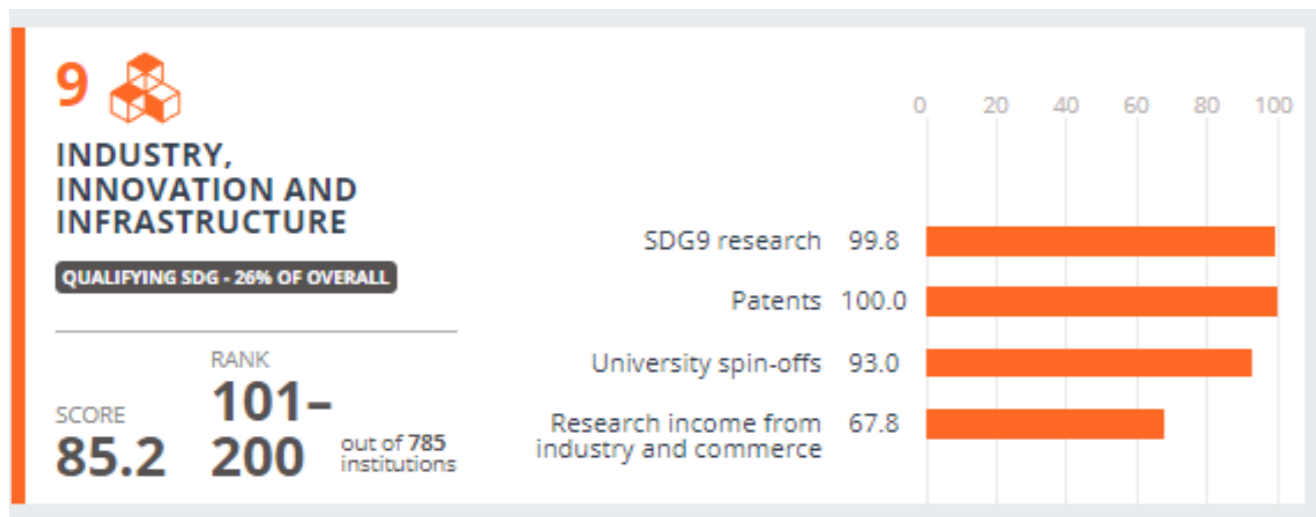 9
INDUSTRY,
INNOVATION AND
INFRASTRUCTURE
QUALIFYING SDG - 26% OF OVERALL
SCORE
85.2
RANK
101–
200
out of 785
institutions
0 20 40 60 80 100
SDG9 research 99.8
Patents 100.0
University spin-offs 93.0
Research income from 67.8
industry and commerce